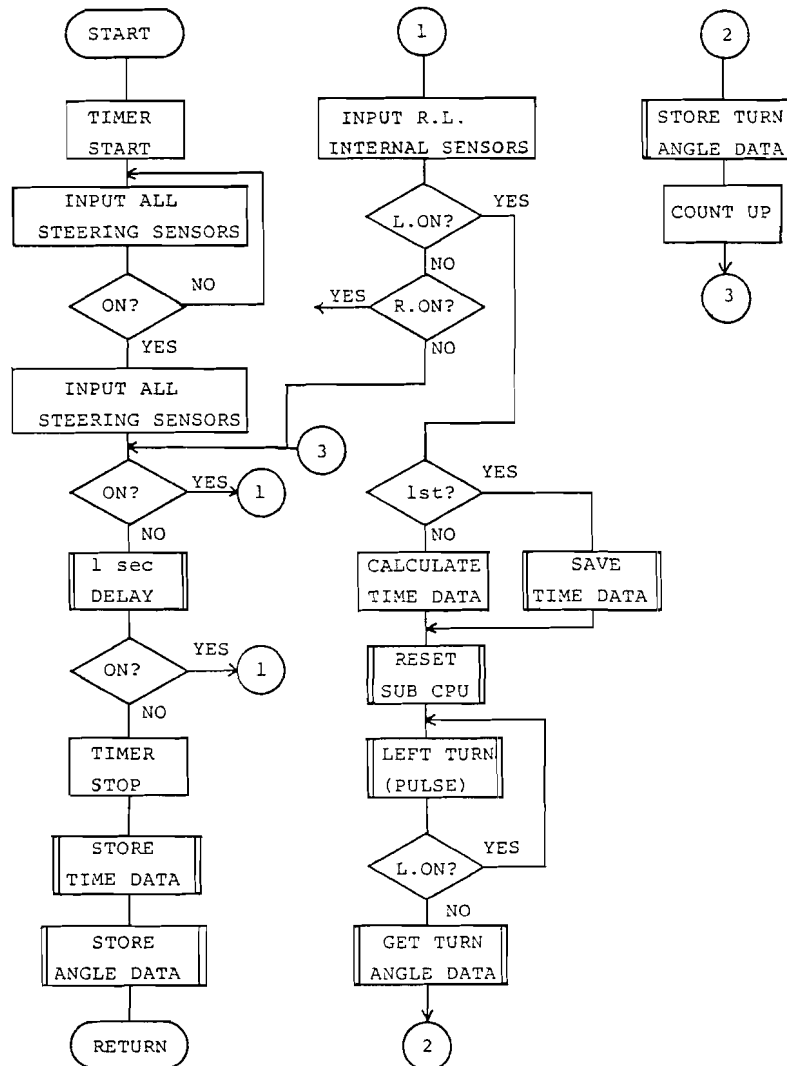 START
TIMER
START
INPUT ALL
STEERING SENSORS
ON?
NO
YES
INPUT ALL
STEERING SENSORS
3
ON?
YES
1
NO
1 sec
DELAY
ON?
YES
1
NO
TIMER
STOP
STORE
TIME DATA
STORE
ANGLE DATA
RETURN
1
INPUT R.L.
INTERNAL SENSORS
L.ON?
YES
NO
YES
R.ON?
NO
1st?
YES
NO
CALCULATE
TIME DATA
SAVE
TIME DATA
RESET
SUB CPU
LEFT TURN
(PULSE)
L.ON?
YES
NO
GET TURN
ANGLE DATA
2
2
STORE TURN
ANGLE DATA
COUNT UP
3